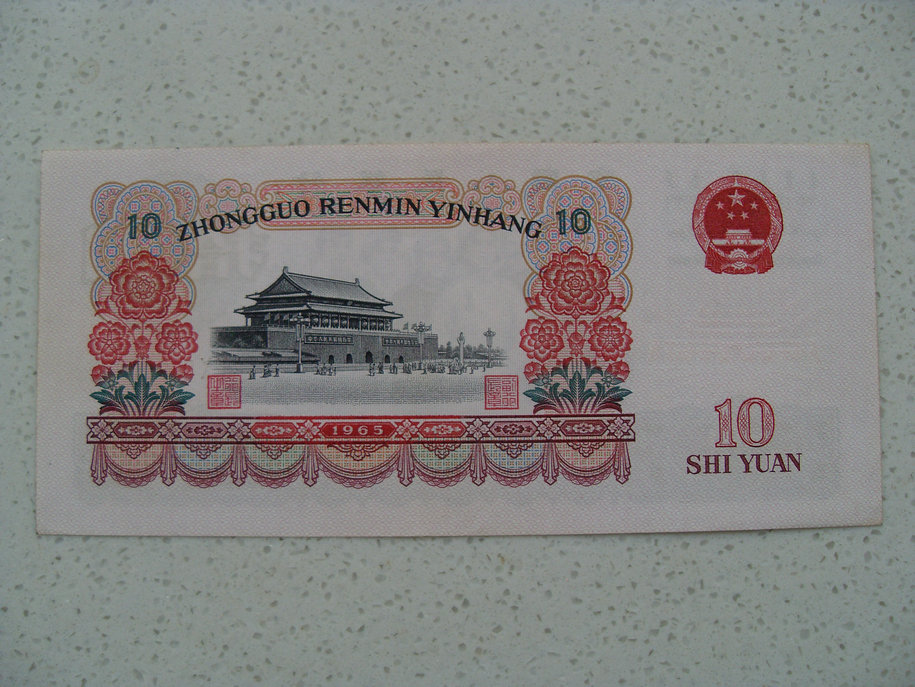 10 ZHONGGUO RENMIN YINHANG 10
1965
10
SHI YUAN